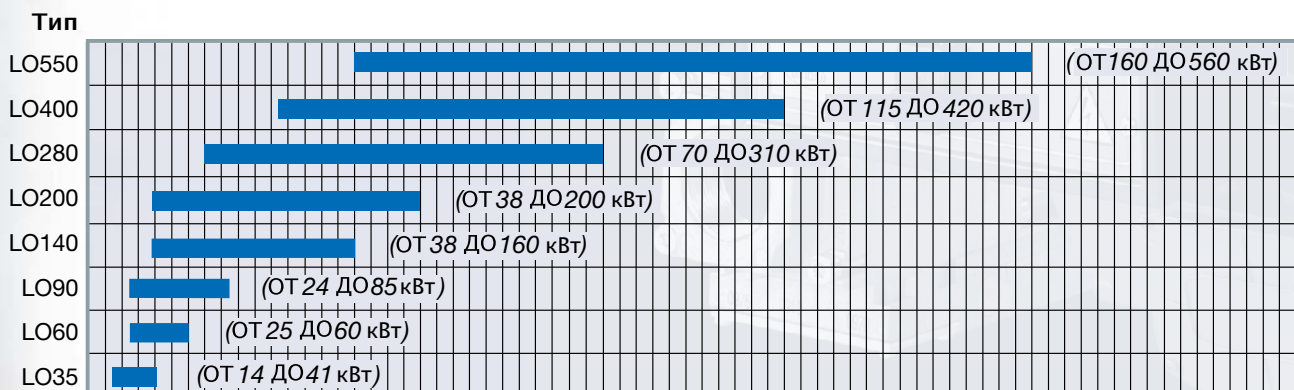 Тип
LO550 (ОТ 160 ДО 560 кВт)
LO400 (ОТ 115 ДО 420 кВт)
LO280 (ОТ 70 ДО 310 кВт)
LO200 (ОТ 38 ДО 200 кВт)
LO140 (ОТ 38 ДО 160 кВт)
LO90 (ОТ 24 ДО 85 кВт)
LO60 (ОТ 25 ДО 60 кВт)
LO35 (ОТ 14 ДО 41 кВт)